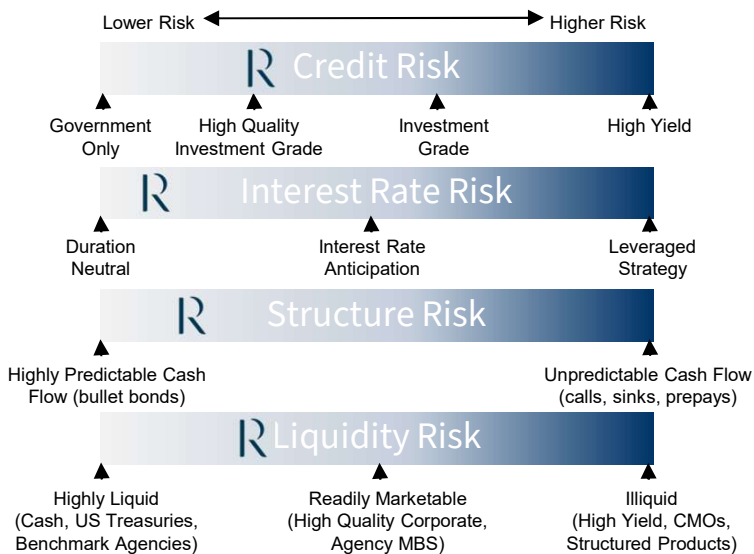 Lower Risk Higher Risk
R Credit Risk
Government
Only
High Quality
Investment Grade
Investment
Grade
High Yield
R Interest Rate Risk
Duration
Neutral
Interest Rate
Anticipation
Leveraged
Strategy
R Structure Risk
Highly Predictable Cash
Flow (bullet bonds)
Unpredictable Cash Flow
(calls, sinks, prepays)
R Liquidity Risk
Highly Liquid
(Cash, US Treasuries,
Benchmark Agencies)
Readily Marketable
(High Quality Corporate,
Agency MBS)
Illiquid
(High Yield, CMOs,
Structured Products)